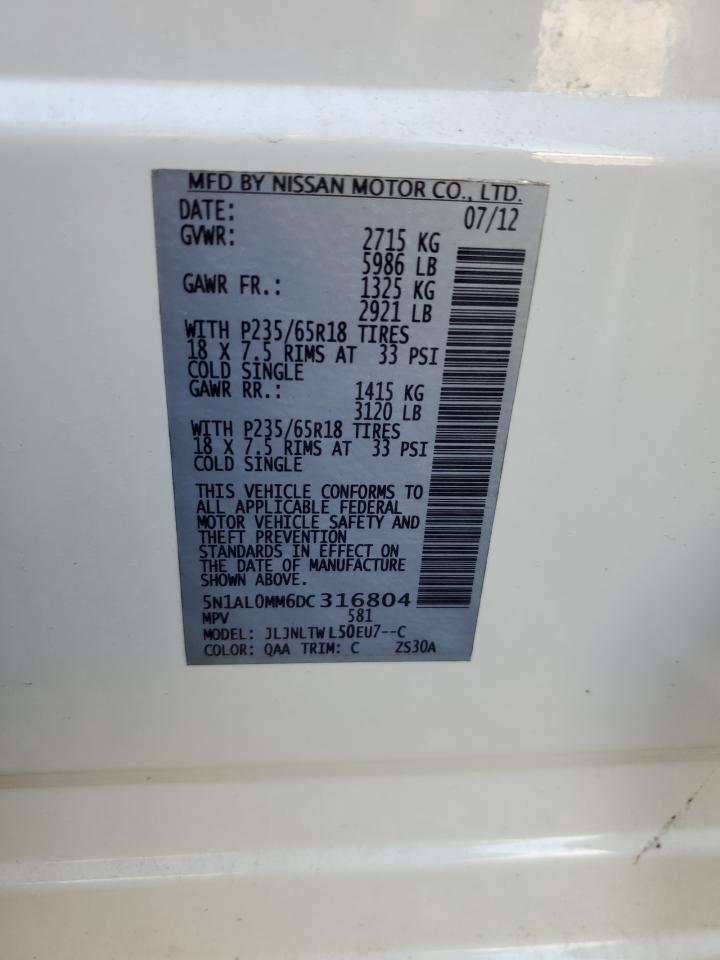 MFD BY NISSAN MOTOR CO., LTD.
DATE: 07/12
GVWR: 2715 KG
5986 LB
GAWR FR.: 1325 KG
2921 LB
WITH P235/65R18 TIRES
18 X 7.5 RIMS AT 33 PSI
COLD SINGLE
GAWR RR.: 1415 KG
3120 LB
WITH P235/65R18 TIRES
18 X 7.5 RIMS AT 33 PSI
COLD SINGLE
THIS VEHICLE CONFORMS TO
ALL APPLICABLE FEDERAL
MOTOR VEHICLE SAFETY AND
THEFT PREVENTION
STANDARDS IN EFFECT ON
THE DATE OF MANUFACTURE
SHOWN ABOVE.
5N1AL0MM6DC316804
MPV 581
MODEL: JLJNLTWL50EU7--C
COLOR: QAA TRIM: C ZS30A